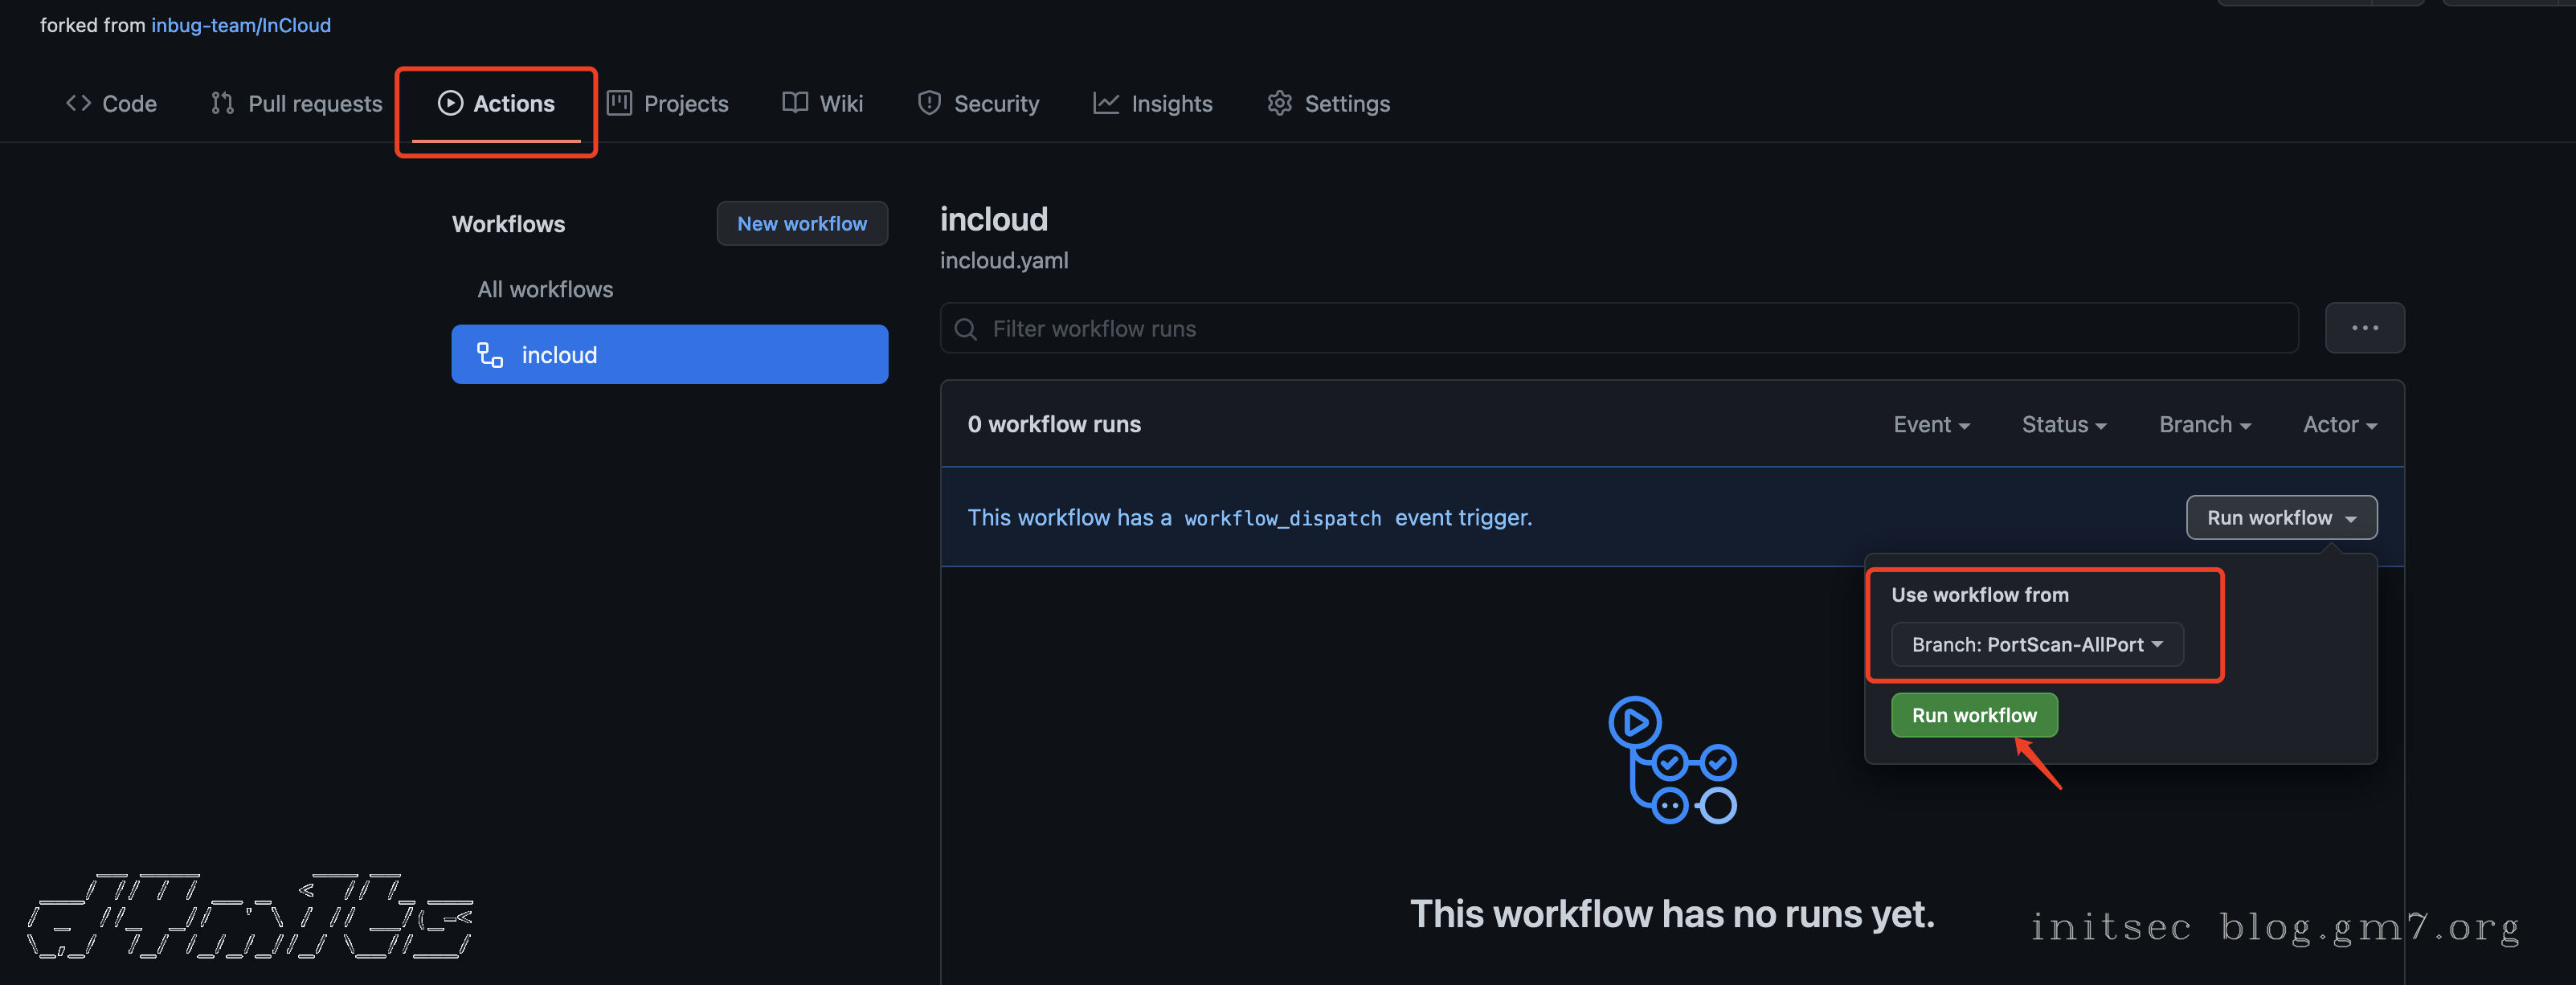 forked from inbug-team/InCloud
Code Pull requests Actions Projects Wiki Security Insights Settings
Workflows New workflow
All workflows
incloud
incloud
incloud.yaml
Filter workflow runs
0 workflow runs Event Status Branch Actor
This workflow has a workflow_dispatch event trigger. Run workflow
Use workflow from
Branch: PortScan-AllPort
Run workflow
This workflow has no runs yet.
initsec blog.gm7.org